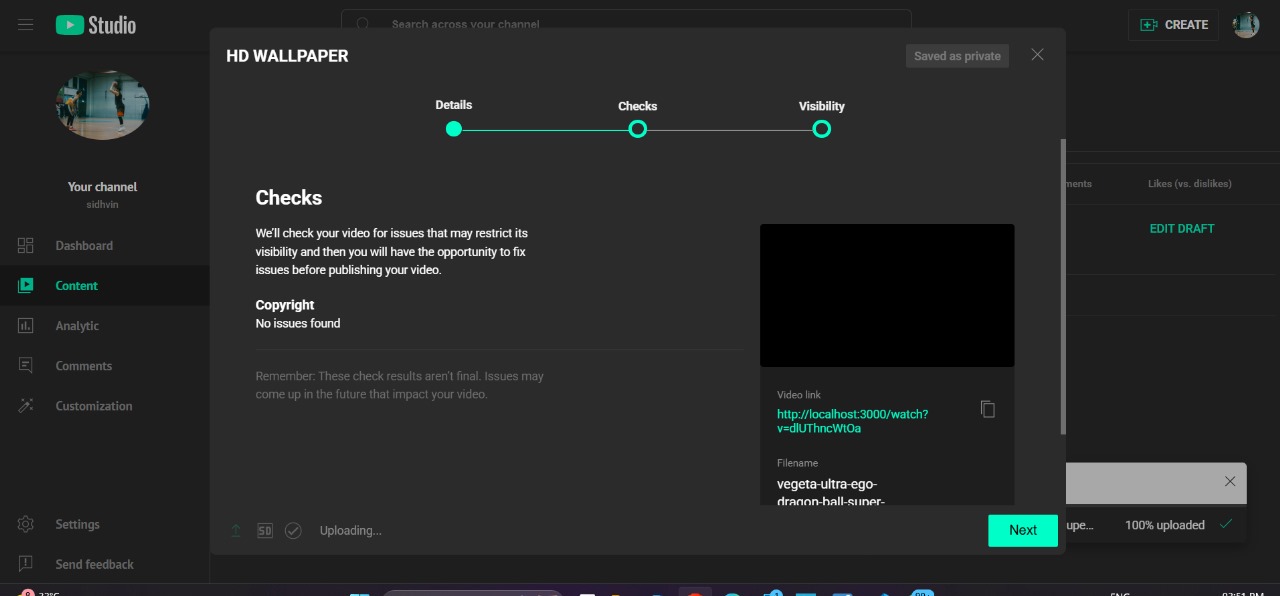 Studio
Search across your channel
CREATE
HD WALLPAPER
Saved as private
Details
Checks
Visibility
Your channel
sidhvin
Dashboard
Content
Analytic
Comments
Customization
Settings
Send feedback
Checks
We'll check your video for issues that may restrict its
visibility and then you will have the opportunity to fix
issues before publishing your video.
Copyright
No issues found
Remember: These check results aren't final. Issues may
come up in the future that impact your video.
Video link
http://localhost:3000/watch?
v=dlUThncWtOa
Filename
vegeta-ultra-ego-
dragon-ball-super-
SD
Uploading...
Next
ments
Likes (vs. dislikes)
EDIT DRAFT
upe...
100% uploaded